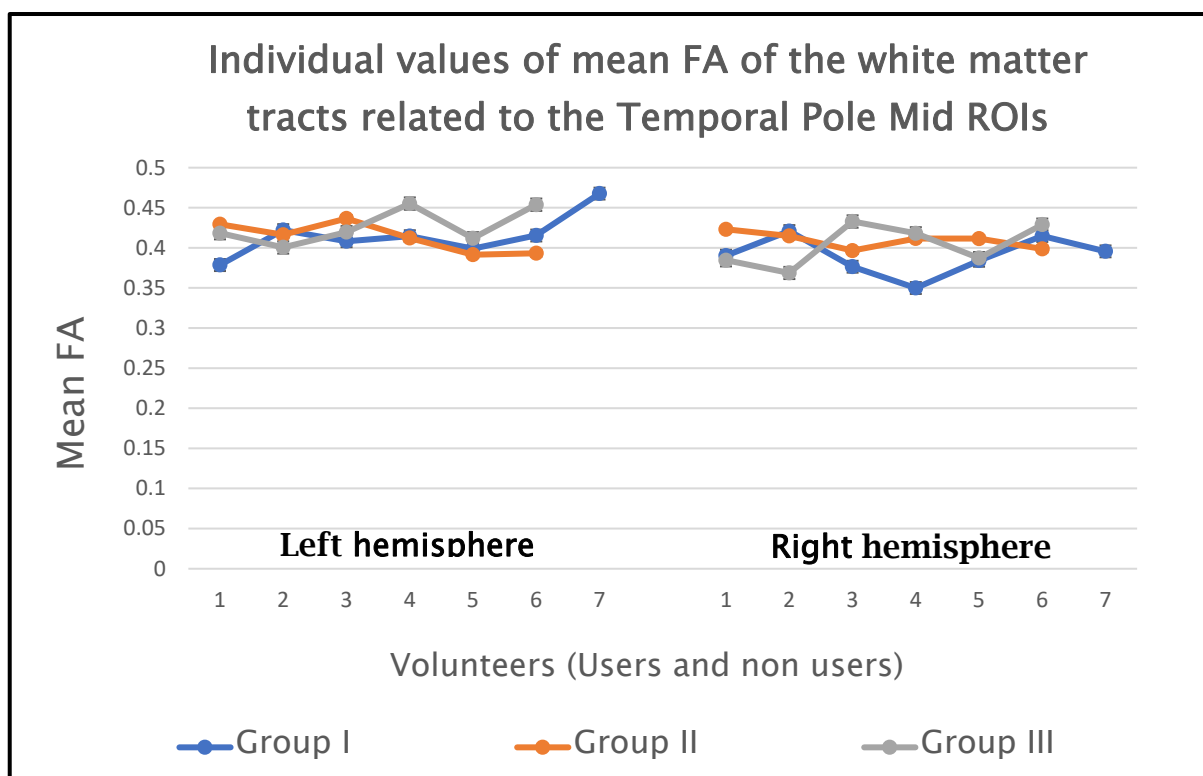 Individual values of mean FA of the white matter
tracts related to the Temporal Pole Mid ROIs
0.5
0.45
0.4
0.35
0.3
0.25
0.2
0.15
0.1
0.05
0
Mean FA
Left hemisphere Right hemisphere
1 2 3 4 5 6 7 1 2 3 4 5 6 7
Volunteers (Users and non users)
Group I Group II Group III